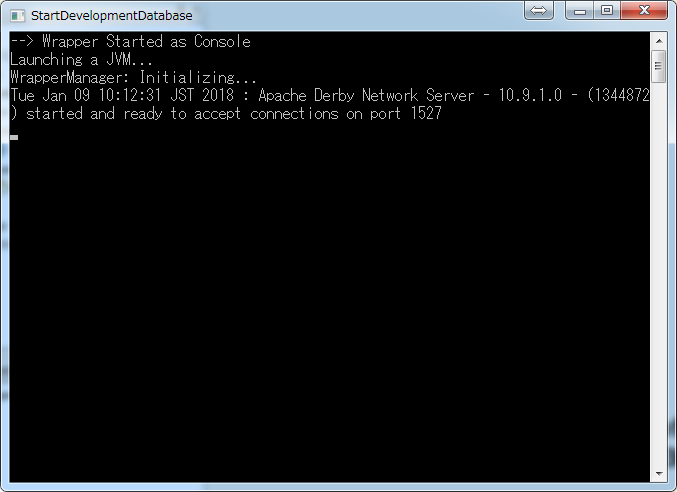 StartDevelopmentDatabase
--> Wrapper Started as Console
Launching a JVM...
WrapperManager: Initializing...
Tue Jan 09 10:12:31 JST 2018 : Apache Derby Network Server - 10.9.1.0 - (1344872
) started and ready to accept connections on port 1527